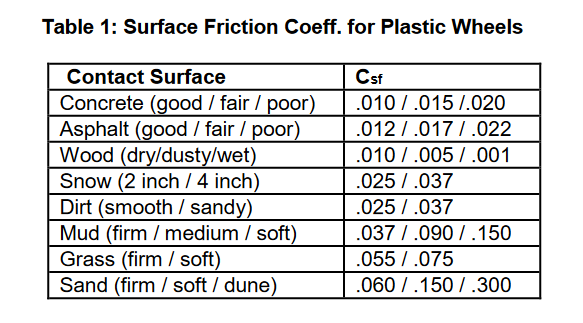 Table 1: Surface Friction Coeff. for Plastic Wheels
Contact Surface Csf
Concrete (good / fair / poor) .010 / .015 /.020
Asphalt (good / fair / poor) .012 / .017 / .022
Wood (dry/dusty/wet) .010 / .005 / .001
Snow (2 inch / 4 inch) .025 / .037
Dirt (smooth / sandy) .025 / .037
Mud (firm / medium / soft) .037 / .090 / .150
Grass (firm / soft) .055 / .075
Sand (firm / soft / dune) .060 / .150 / .300